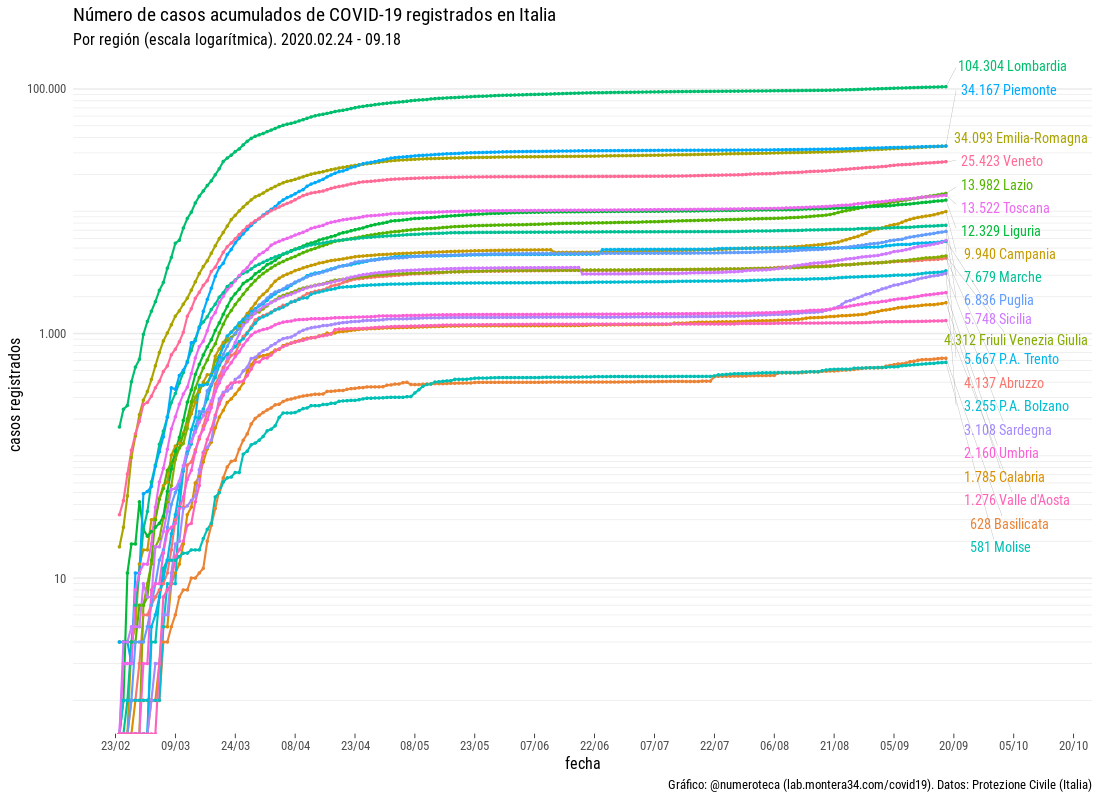 Número de casos acumulados de COVID-19 registrados en Italia
Por región (escala logarítmica). 2020.02.24 - 09.18
casos registrados
100.000
1.000
10
104.304 Lombardia
34.167 Piemonte
34.093 Emilia-Romagna
25.423 Veneto
13.982 Lazio
13.522 Toscana
12.329 Liguria
9.940 Campania
7.679 Marche
6.836 Puglia
5.748 Sicilia
4.312 Friuli Venezia Giulia
5.667 P.A. Trento
4.137 Abruzzo
3.255 P.A. Bolzano
3.108 Sardegna
2.160 Umbria
1.785 Calabria
1.276 Valle d'Aosta
628 Basilicata
581 Molise
23/02 09/03 24/03 08/04 23/04 08/05 23/05 07/06 22/06 07/07 22/07 06/08 21/08 05/09 20/09 05/10 20/10
fecha
Gráfico: @numeroteca (lab.montera34.com/covid19). Datos: Protezione Civile (Italia)